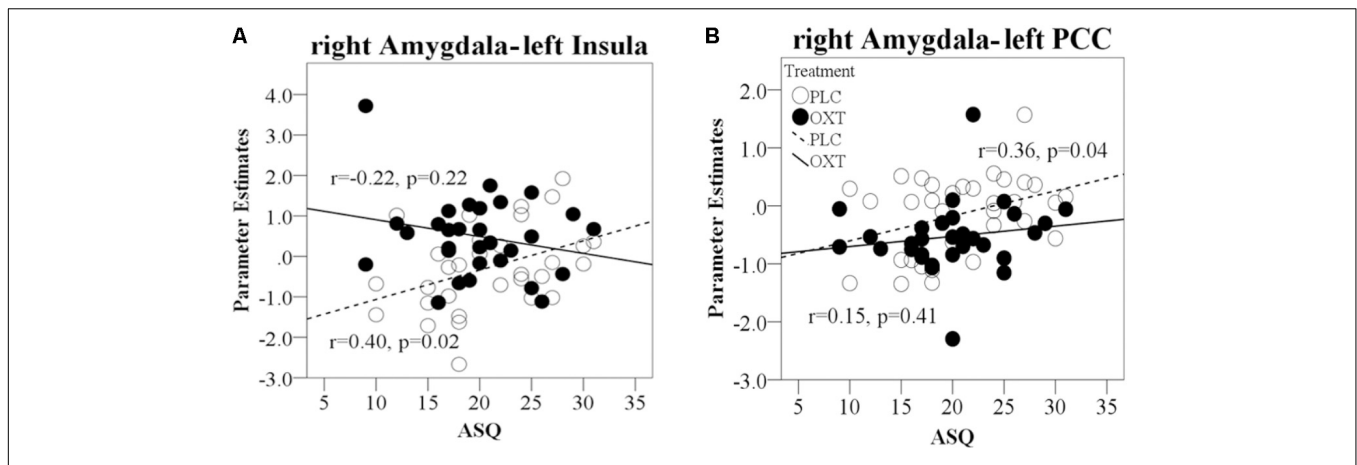 A
right Amygdala-left Insula
Parameter Estimates
4.0
3.0
2.0
1.0
.0
-1.0
-2.0
-3.0
r=-0.22, p=0.22
r=0.40, p=0.02
5 10 15 20 25 30 35
ASQ
B
right Amygdala-left PCC
Parameter Estimates
2.0
1.0
.0
-1.0
-2.0
-3.0
Treatment
PLC
OXT
PLC
OXT
r=0.36, p=0.04
r=0.15, p=0.41
5 10 15 20 25 30 35
ASQ